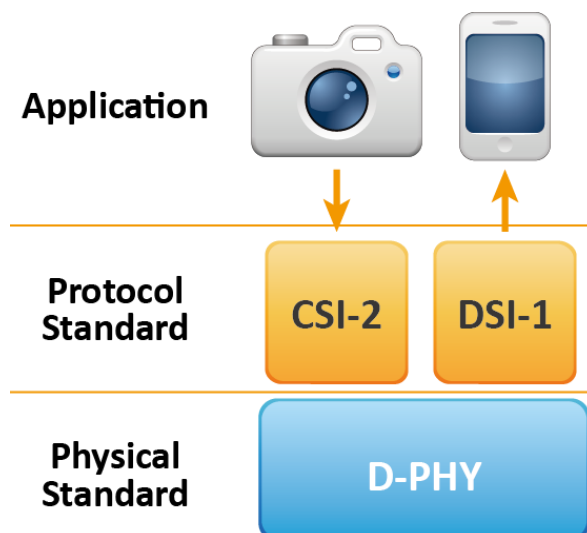 Application
Protocol
Standard
CSI-2
DSI-1
Physical
Standard
D-PHY